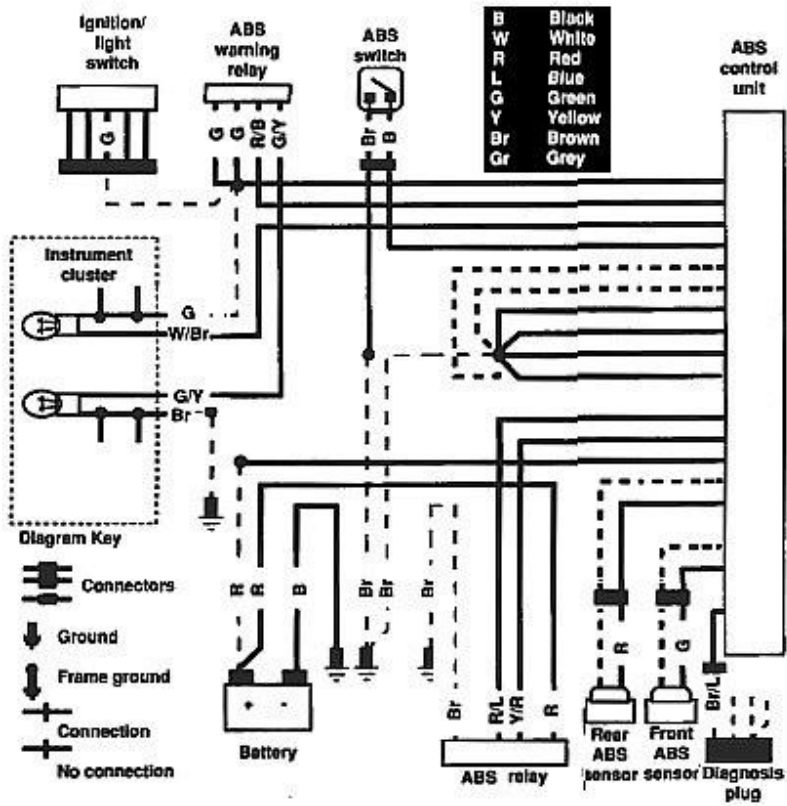 Ignition/
light
switch
ABS
warning
relay
ABS
switch
B Black
W White
R Red
L Blue
G Green
Y Yellow
Br Brown
Gr Grey
ABS
control
unit
G
G
G
R/B
G/Y
Br
B
Instrument
cluster
G
W/Br
G/Y
Br
Diagram Key
Connectors
Ground
Frame ground
Connection
No connection
R
R
B
Br
Br
Br
+ -
Battery
Br
R/L
Y/R
R
ABS relay
R
G
Br/L
Rear
ABS
sensor
Front
ABS
sensor
Diagnosis
plug